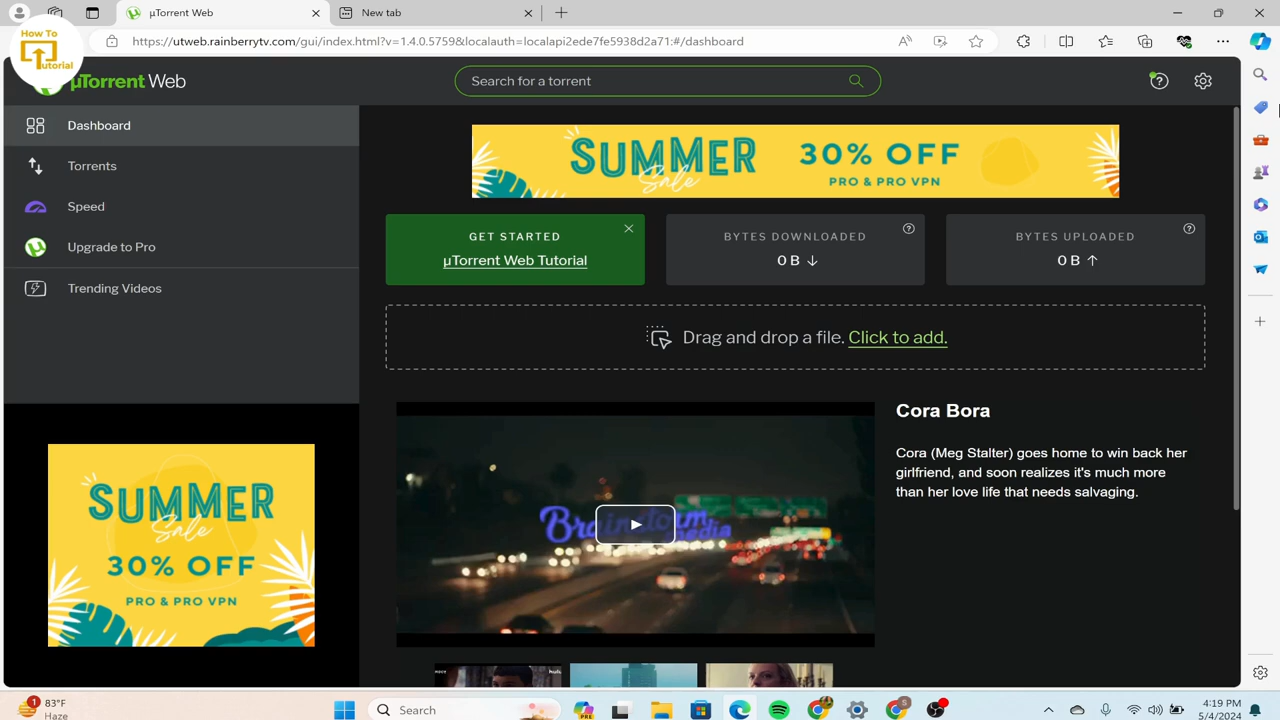 µTorrent Web
New tab
How To
Tutorial
https://utweb.rainberrytv.com/gui/index.html?v=1.4.0.5759&localauth=localapi2ede7fe5938d2a71:#/dashboa
µTorrent Web
Search for a torrent
Dashboard
Torrents
Speed
Upgrade to Pro
Trending Videos
SUMMER
Sale
30% OFF
PRO & PRO VPN
GET STARTED
µTorrent Web Tutorial
BYTES DOWNLOADED
0 B ↓
BYTES UPLOADED
0 B ↑
Drag and drop a file. Click to add.
Cora Bora
Cora (Meg Stalter) goes home to win back her
girlfriend, and soon realizes it's much more
than her love life that needs salvaging.
Brainstorm
media
SUMMER
Sale
30% OFF
PRO & PRO VPN
1
83°F
Haze
Search
PRE
4:19 PM
5/4/2024